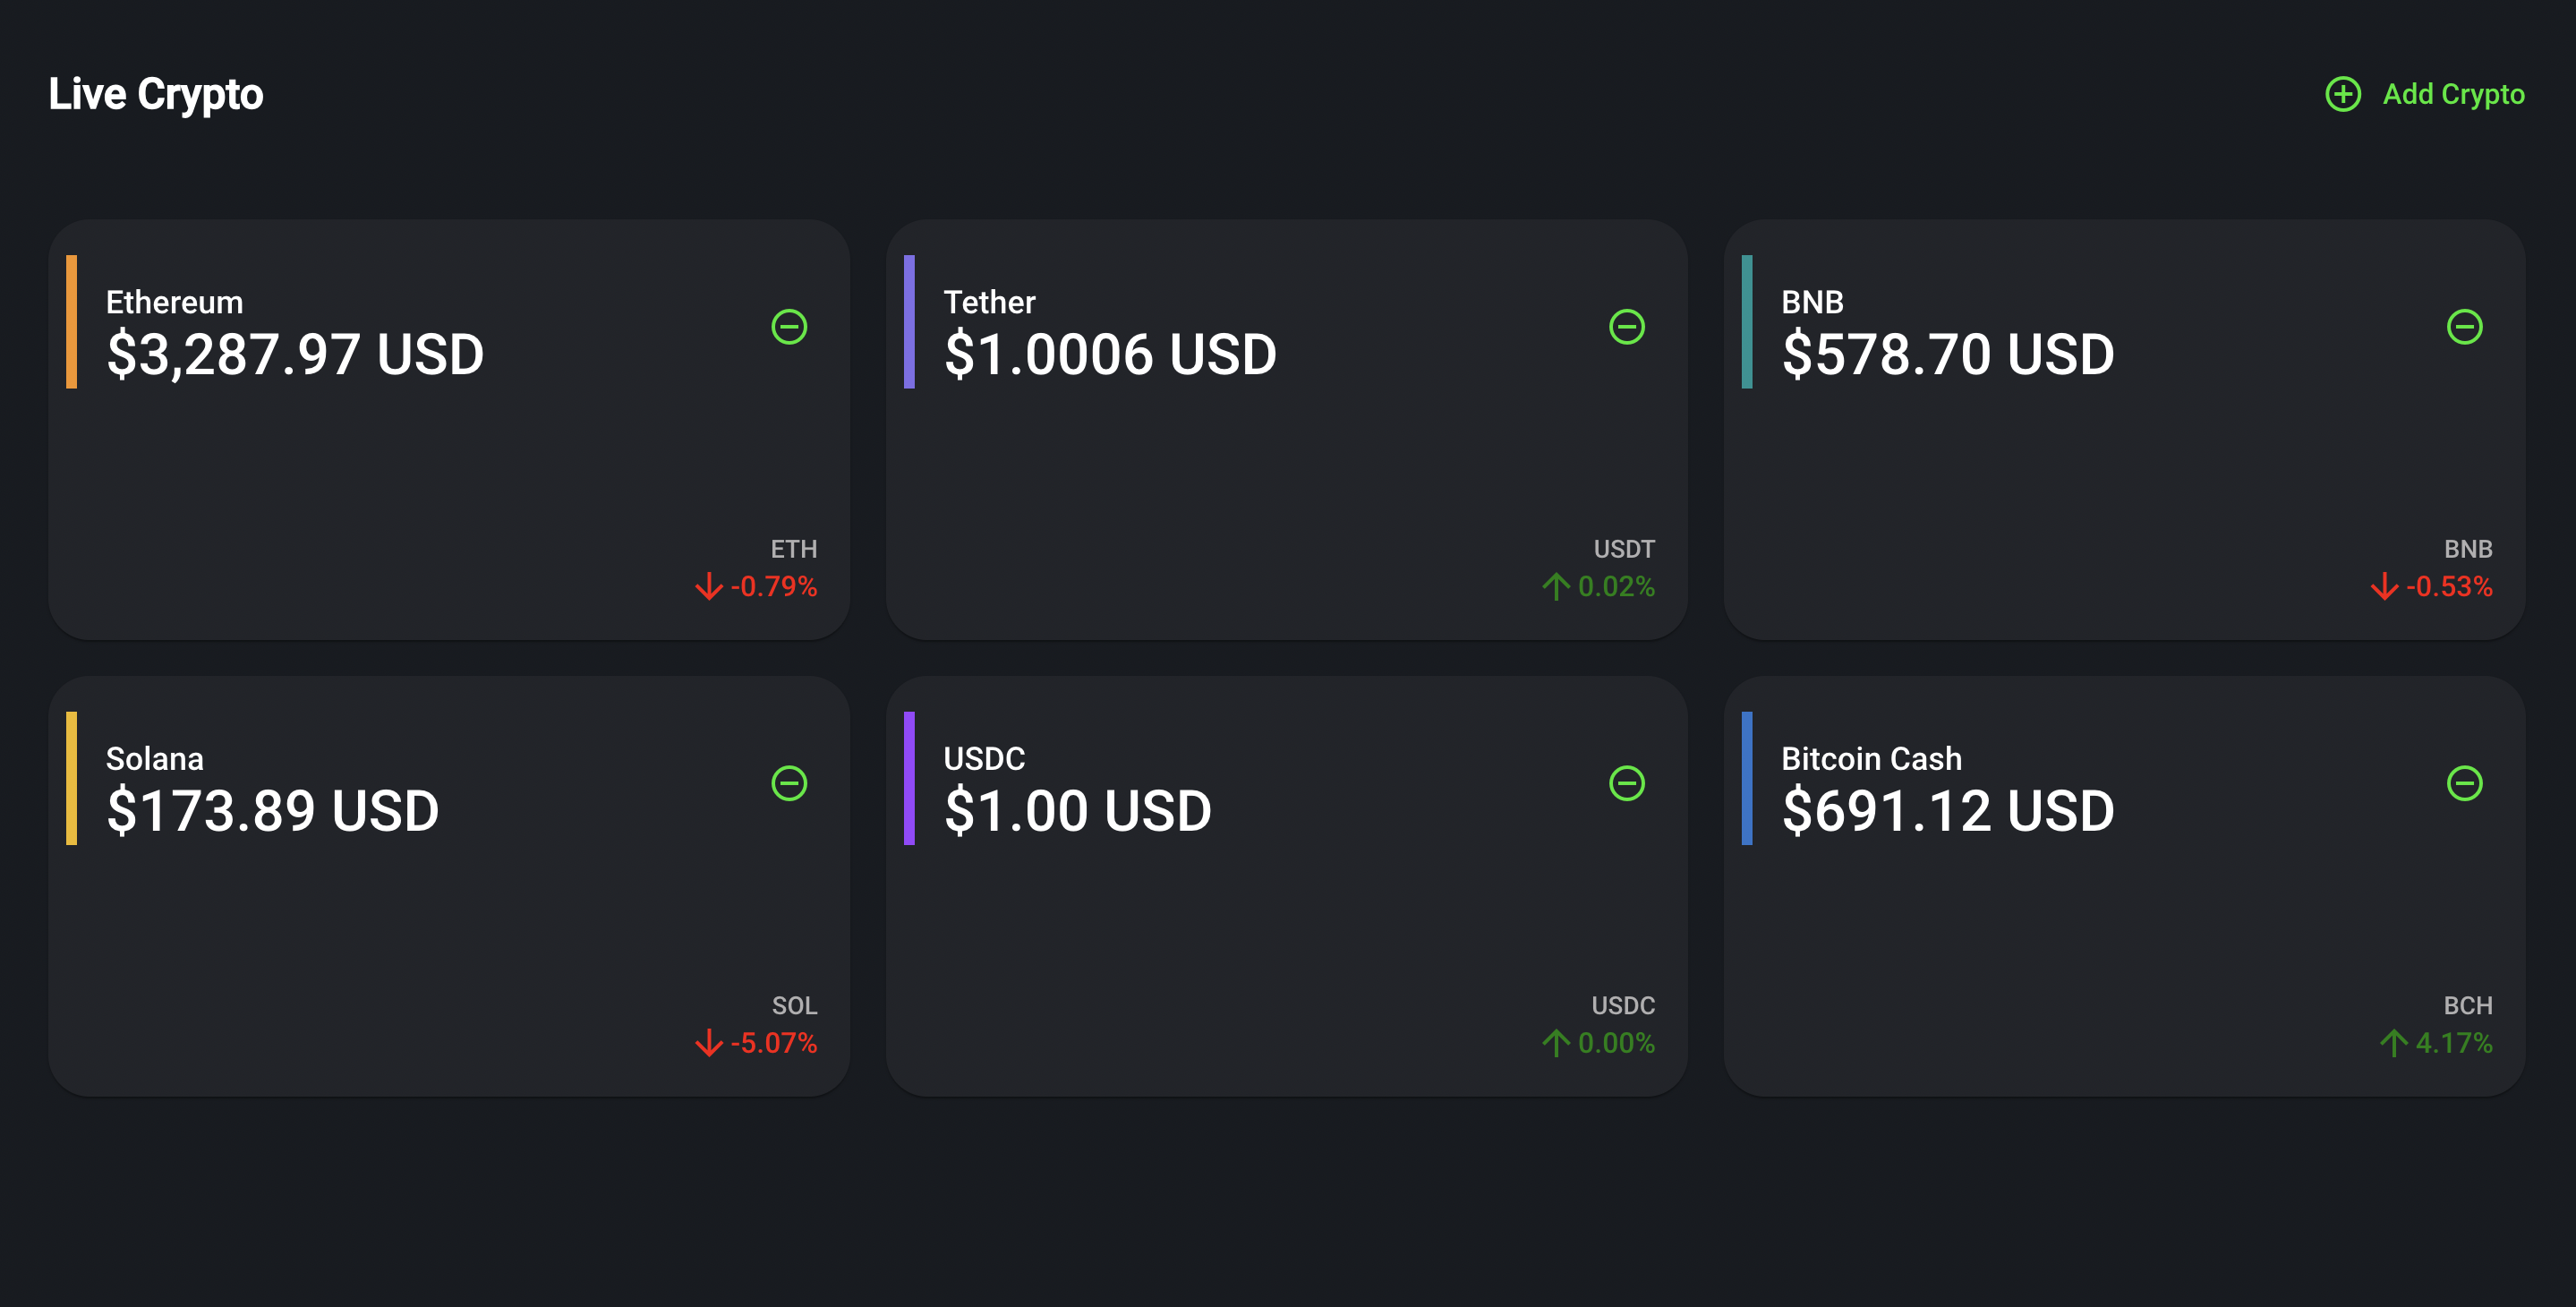 Live Crypto
Add Crypto
Ethereum
$3,287.97 USD
ETH
-0.79%
Tether
$1.0006 USD
USDT
0.02%
BNB
$578.70 USD
BNB
-0.53%
Solana
$173.89 USD
SOL
-5.07%
USDC
$1.00 USD
USDC
0.00%
Bitcoin Cash
$691.12 USD
BCH
4.17%